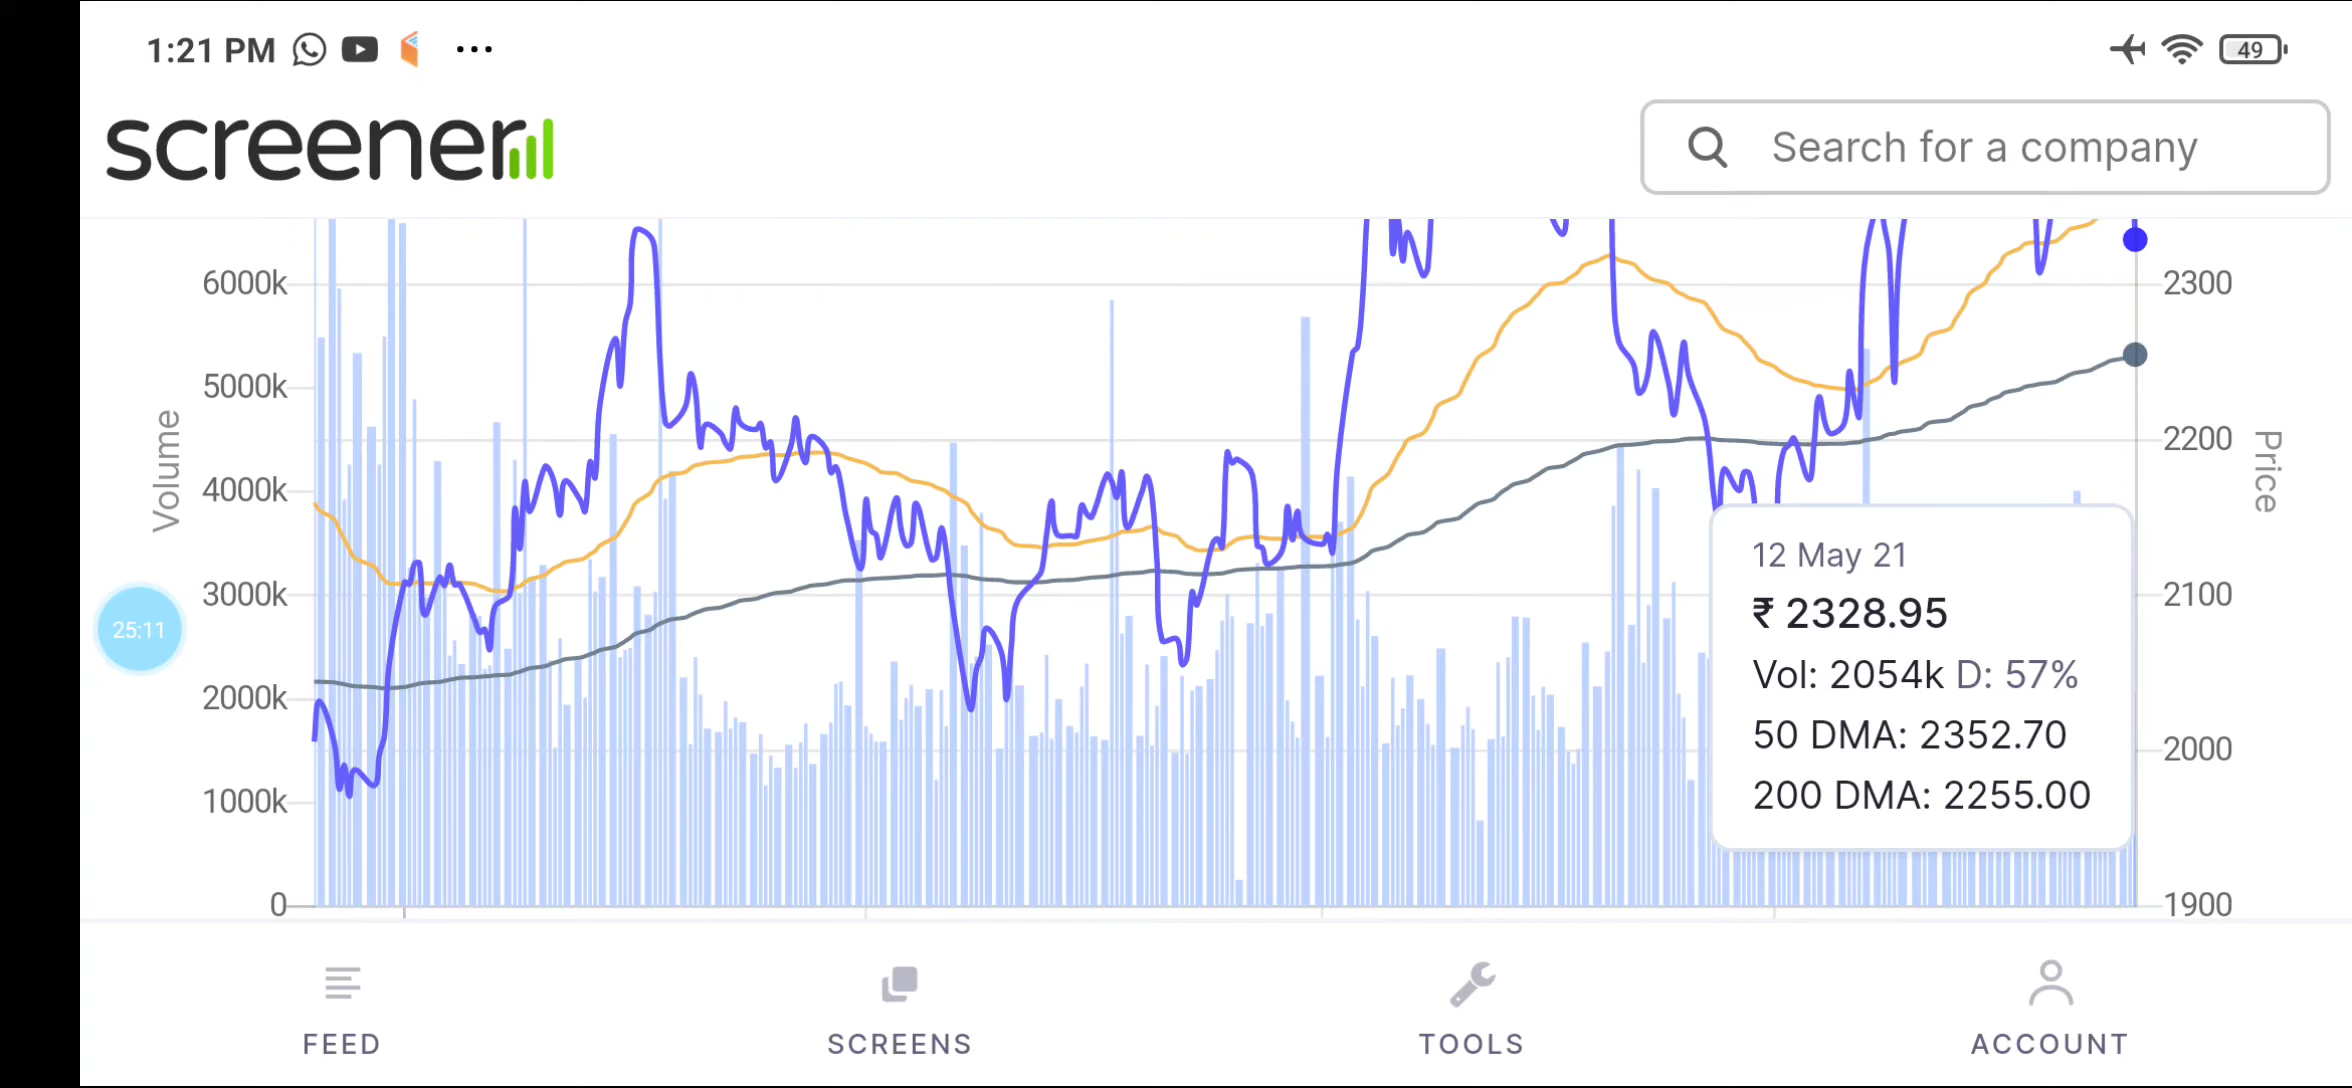 1:21 PM
49
screener
Search for a company
6000k
5000k
4000k
3000k
2000k
1000k
0
Volume
2300
2200
2100
2000
1900
Price
25:11
12 May 21
₹ 2328.95
Vol: 2054k D: 57%
50 DMA: 2352.70
200 DMA: 2255.00
FEED
SCREENS
TOOLS
ACCOUNT